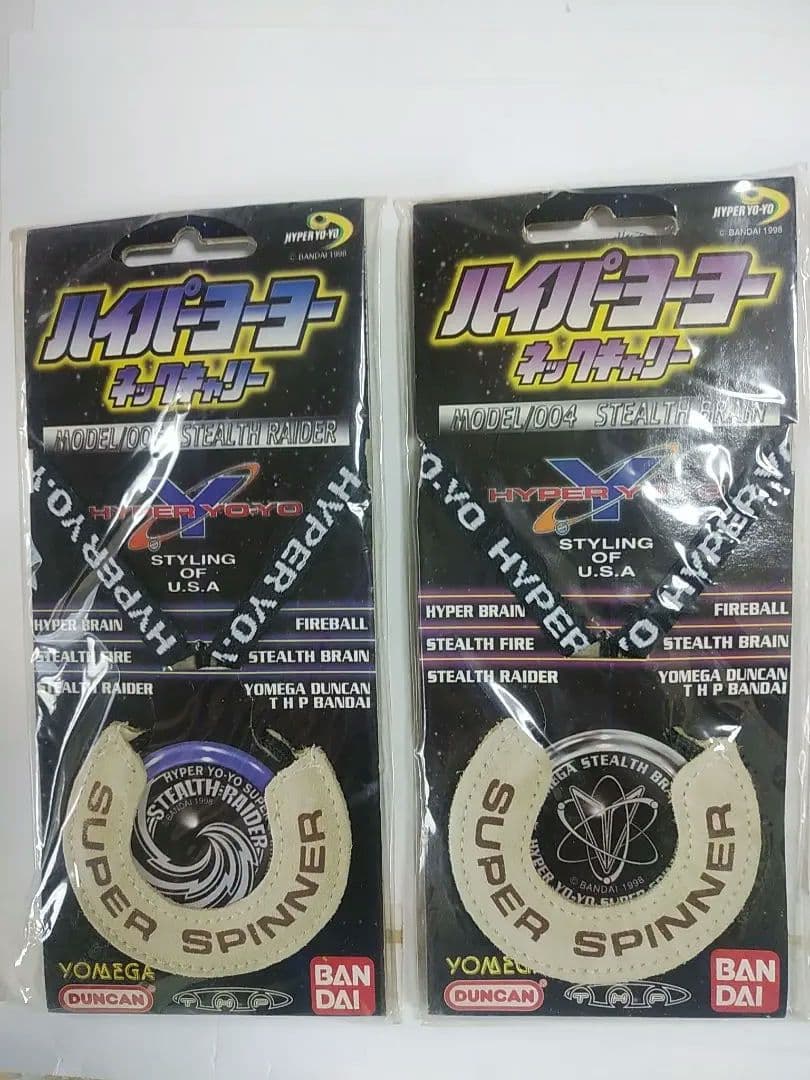 HYPER YO-YO
© BANDAI 1998
ハイパーヨーヨー
ネックキャリー
STEALTH RAIDER
HYPER YO-YO
STYLING
OF
U.S.A
HYPER YO.Y
HYPER YO.Y
HYPER BRAIN
FIREBALL
STEALTH FIRE
STEALTH BRAIN
STEALTH RAIDER
YOMEGA DUNCAN
T H P BANDAI
HYPER YO-YO
STEALTH RAIDER
BANDAI 1998
SUPER SPINNER
YOMEGA
DUNCAN
THP
BAN
DAI
HYPER YO-YO
© BANDAI 1998
ハイパーヨーヨー
ネックキャリー
MODEL/004 STEALTH BRAIN
HYPER YO-YO
STYLING
OF
U.S.A
O.YO HYPER
YO HYPER YO
HYPER BRAIN
FIREBALL
STEALTH FIRE
STEALTH BRAIN
STEALTH RAIDER
YOMEGA DUNCAN
T H P BANDAI
STEALTH BRA
© BANDAI 1998
HYPER YO-YO
SUPER SPINNER
YOMEG
DUNCAN
THP
BAN
DAI